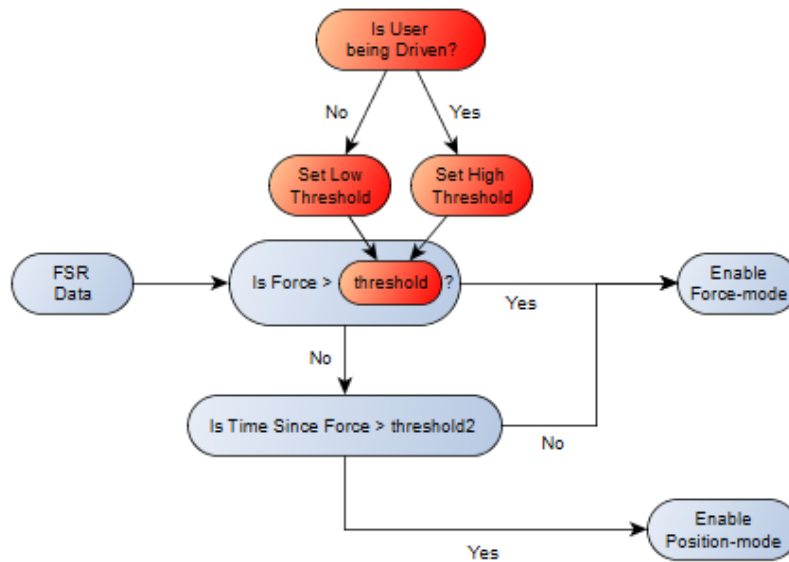 Is User
being Driven?
No
Yes
Set Low
Threshold
Set High
Threshold
FSR
Data
Is Force > threshold ?
Yes
Enable
Force-mode
No
Is Time Since Force > threshold2
No
Yes
Enable
Position-mode